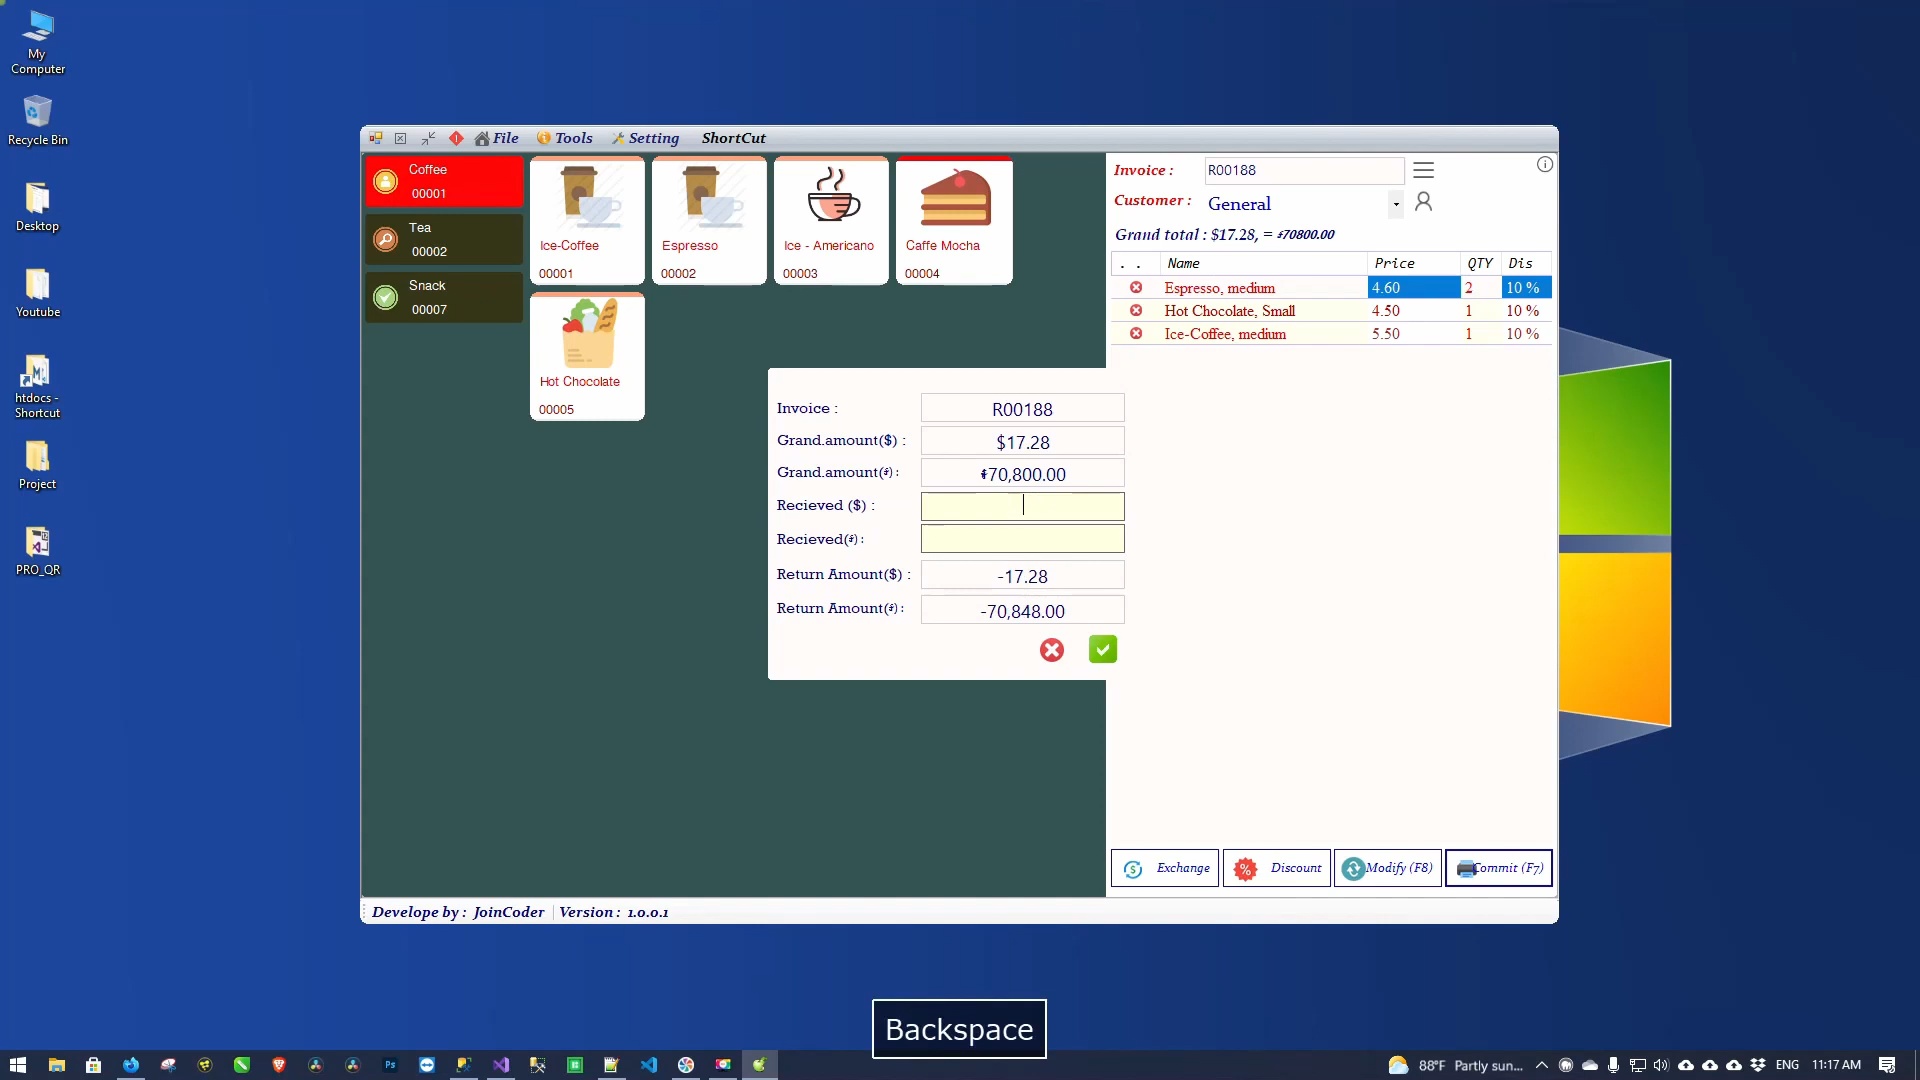 My
Computer
Recycle Bin
Desktop
Youtube
htdocs -
Shortcut
Project
PRO_QR
File
Tools
Setting
ShortCut
Coffee
00001
Tea
00002
Snack
00007
Ice-Coffee
00001
Espresso
00002
Ice - Americano
00003
Caffe Mocha
00004
Hot Chocolate
00005
Invoice :
R00188
Customer :
General
Grand total : $17.28, = ៛70800.00
. . Name Price QTY Dis
Espresso, medium 4.60 2 10 %
Hot Chocolate, Small 4.50 1 10 %
Ice-Coffee, medium 5.50 1 10 %
Invoice : R00188
Grand.amount($) : $17.28
Grand.amount(៛): ៛70,800.00
Recieved ($) :
Recieved(៛):
Return Amount($) : -17.28
Return Amount(៛): -70,848.00
Exchange
Discount
Modify (F8)
Commit (F7)
Develope by : JoinCoder
Version : 1.0.0.1
Backspace
Ps
88°F Partly sun...
ENG
11:17 AM